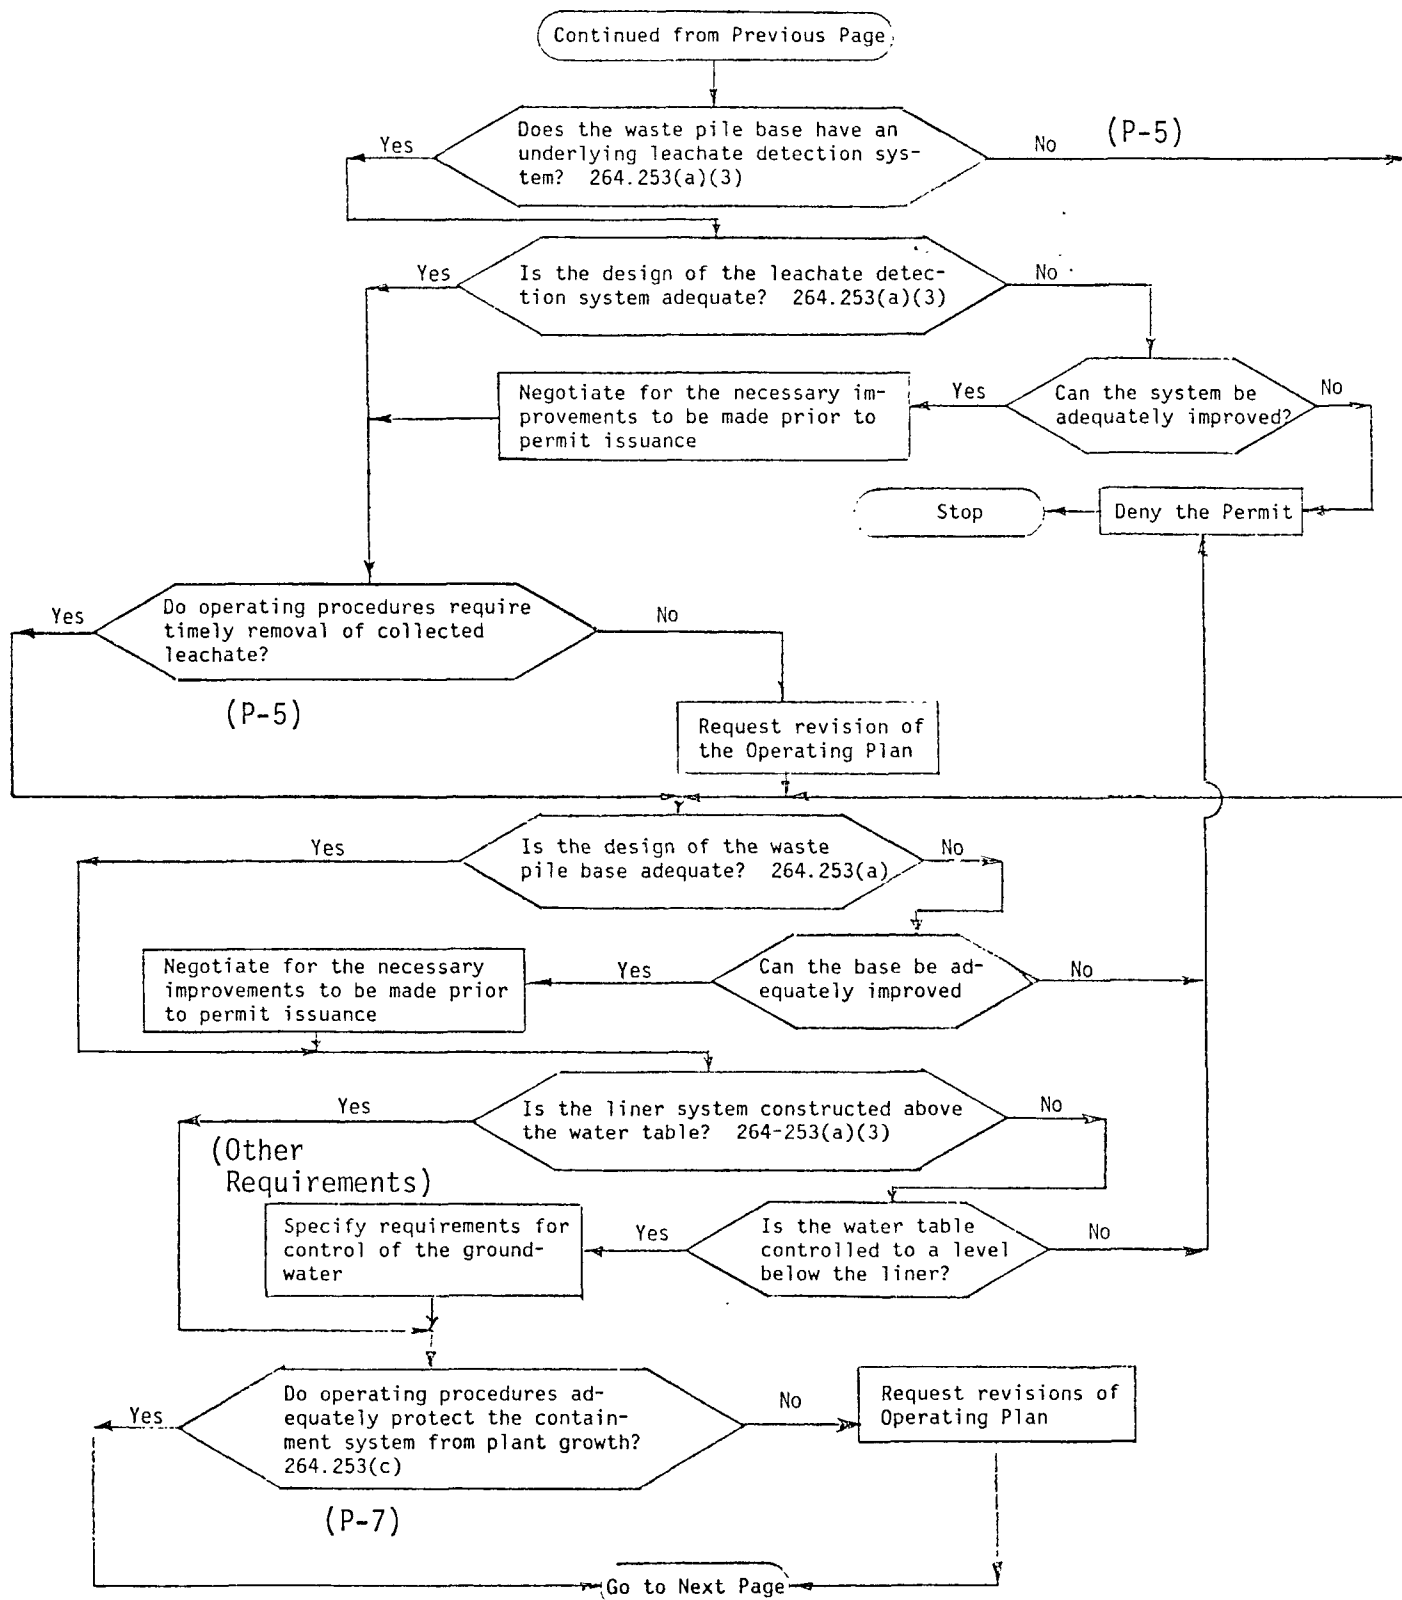 Continued from Previous Page
Does the waste pile base have an
underlying leachate detection sys-
tem? 264.253(a)(3)
Yes
No
(P-5)
Is the design of the leachate detec-
tion system adequate? 264.253(a)(3)
Yes
No
Can the system be
adequately improved?
Yes
No
Negotiate for the necessary im-
provements to be made prior to
permit issuance
Stop
Deny the Permit
Do operating procedures require
timely removal of collected
leachate?
Yes
No
(P-5)
Request revision of
the Operating Plan
Is the design of the waste
pile base adequate? 264.253(a)
Yes
No
Can the base be ad-
equately improved
Yes
No
Negotiate for the necessary
improvements to be made prior
to permit issuance
Is the liner system constructed above
the water table? 264-253(a)(3)
Yes
No
(Other
Requirements)
Is the water table
controlled to a level
below the liner?
Yes
No
Specify requirements for
control of the ground-
water
Do operating procedures ad-
equately protect the contain-
ment system from plant growth?
264.253(c)
Yes
No
(P-7)
Request revisions of
Operating Plan
Go to Next Page